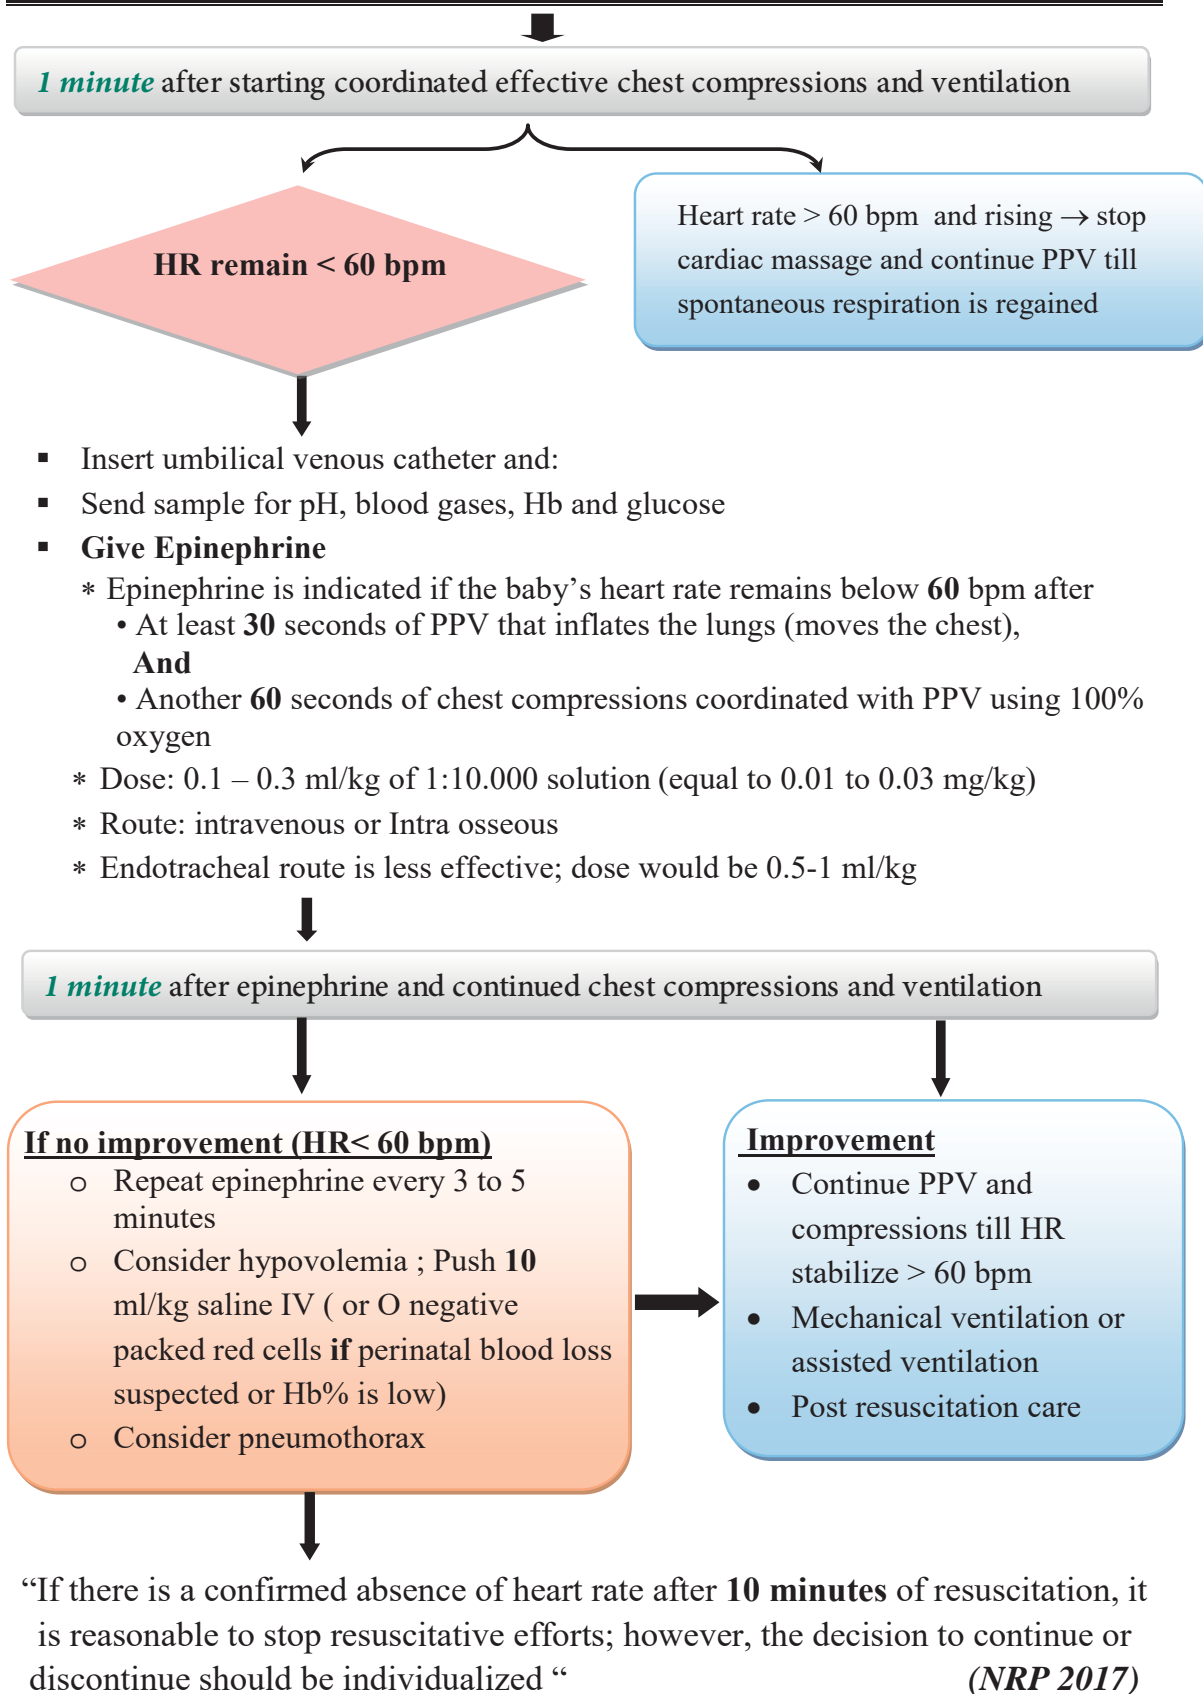 1 minute after starting coordinated effective chest compressions and ventilation
HR remain < 60 bpm
Heart rate > 60 bpm and rising → stop
cardiac massage and continue PPV till
spontaneous respiration is regained
▪ Insert umbilical venous catheter and:
▪ Send sample for pH, blood gases, Hb and glucose
▪ Give Epinephrine
* Epinephrine is indicated if the baby’s heart rate remains below 60 bpm after
• At least 30 seconds of PPV that inflates the lungs (moves the chest),
And
• Another 60 seconds of chest compressions coordinated with PPV using 100%
oxygen
* Dose: 0.1 – 0.3 ml/kg of 1:10.000 solution (equal to 0.01 to 0.03 mg/kg)
* Route: intravenous or Intra osseous
* Endotracheal route is less effective; dose would be 0.5-1 ml/kg
1 minute after epinephrine and continued chest compressions and ventilation
If no improvement (HR< 60 bpm)
o Repeat epinephrine every 3 to 5
minutes
o Consider hypovolemia ; Push 10
ml/kg saline IV ( or O negative
packed red cells if perinatal blood loss
suspected or Hb% is low)
o Consider pneumothorax
Improvement
• Continue PPV and
compressions till HR
stabilize > 60 bpm
• Mechanical ventilation or
assisted ventilation
• Post resuscitation care
“If there is a confirmed absence of heart rate after 10 minutes of resuscitation, it
is reasonable to stop resuscitative efforts; however, the decision to continue or
discontinue should be individualized “ (NRP 2017)